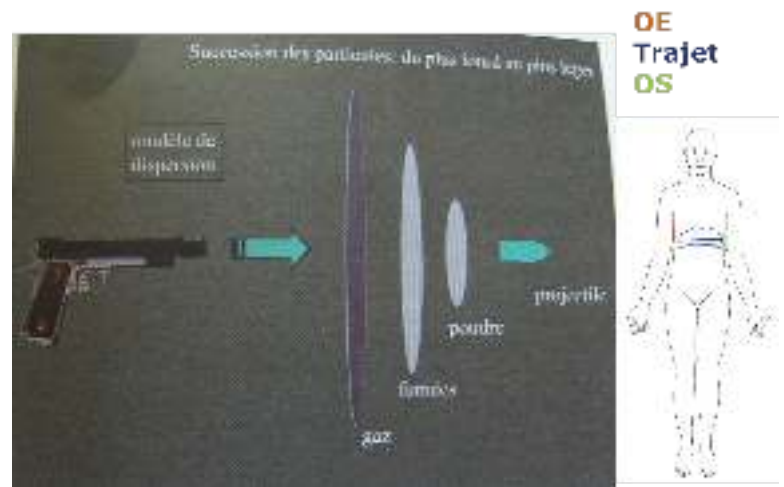 Succession des particules: du plus lourd au plus léger
modèle de
dispersion
projectile
poudre
fumées
gaz
OE
Trajet
OS